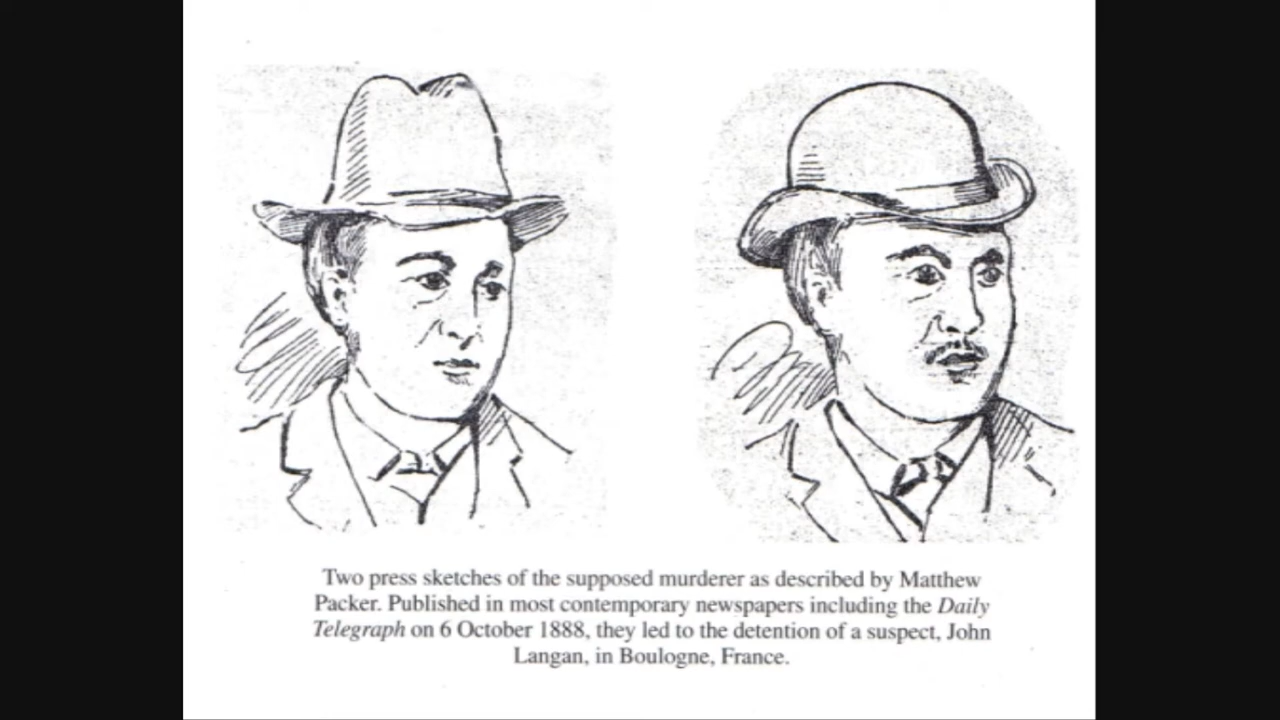 Two press sketches of the supposed murderer as described by Matthew
Packer. Published in most contemporary newspapers including the Daily
Telegraph on 6 October 1888, they led to the detention of a suspect, John
Langan, in Boulogne, France.